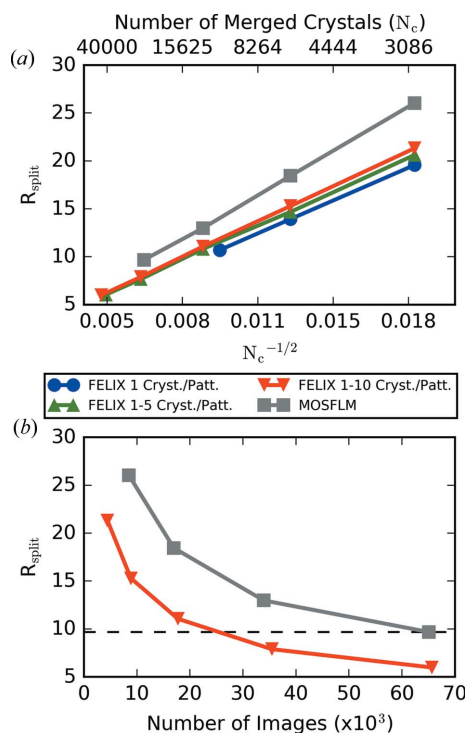 Number of Merged Crystals (Nc)
40000 15625 8264 4444 3086
(a)
30
25
20
15
10
5
Rsplit
0.005 0.008 0.011 0.015 0.018
Nc^-1/2
FELIX 1 Cryst./Patt. FELIX 1-10 Cryst./Patt.
FELIX 1-5 Cryst./Patt. MOSFLM
(b)
30
25
20
15
10
5
Rsplit
0 10 20 30 40 50 60 70
Number of Images (x10³)